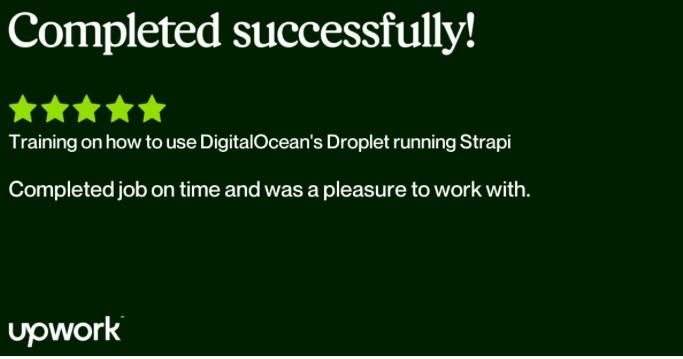 Completed successfully!
Training on how to use DigitalOcean's Droplet running Strapi
Completed job on time and was a pleasure to work with.
upwork™